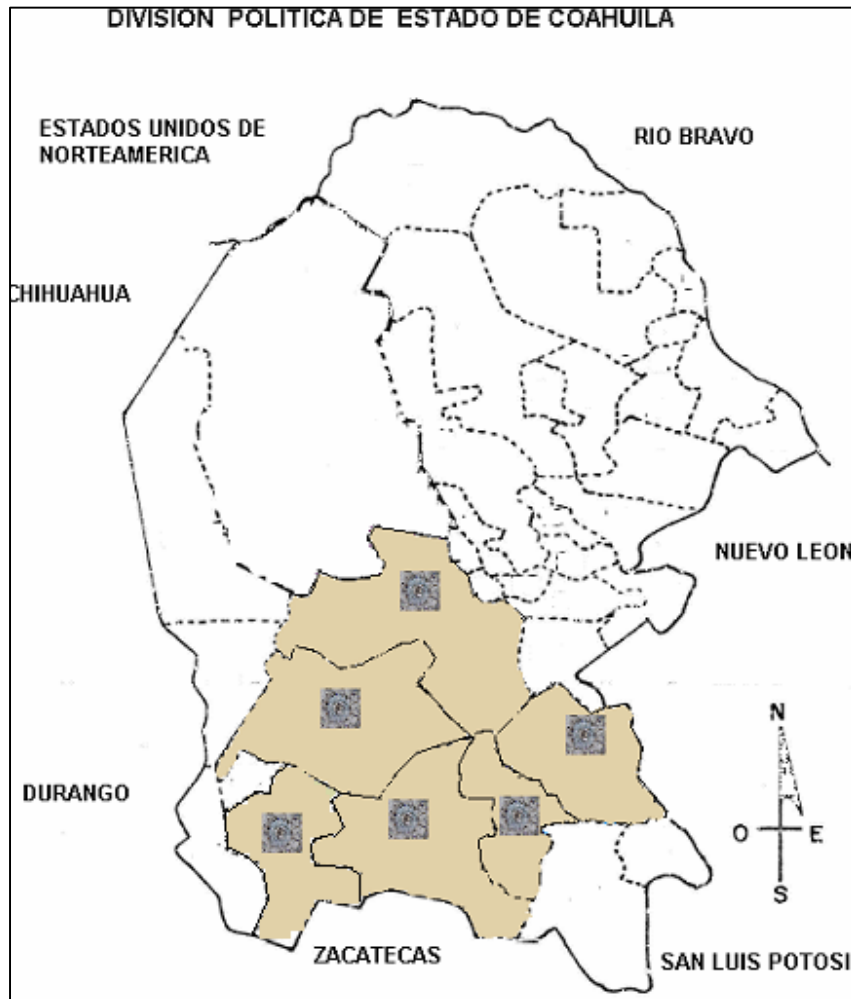 DIVISION POLITICA DE ESTADO DE COAHUILA
ESTADOS UNIDOS DE
NORTEAMERICA
RIO BRAVO
CHIHUAHUA
NUEVO LEON
DURANGO
N
O E
S
ZACATECAS
SAN LUIS POTOSI